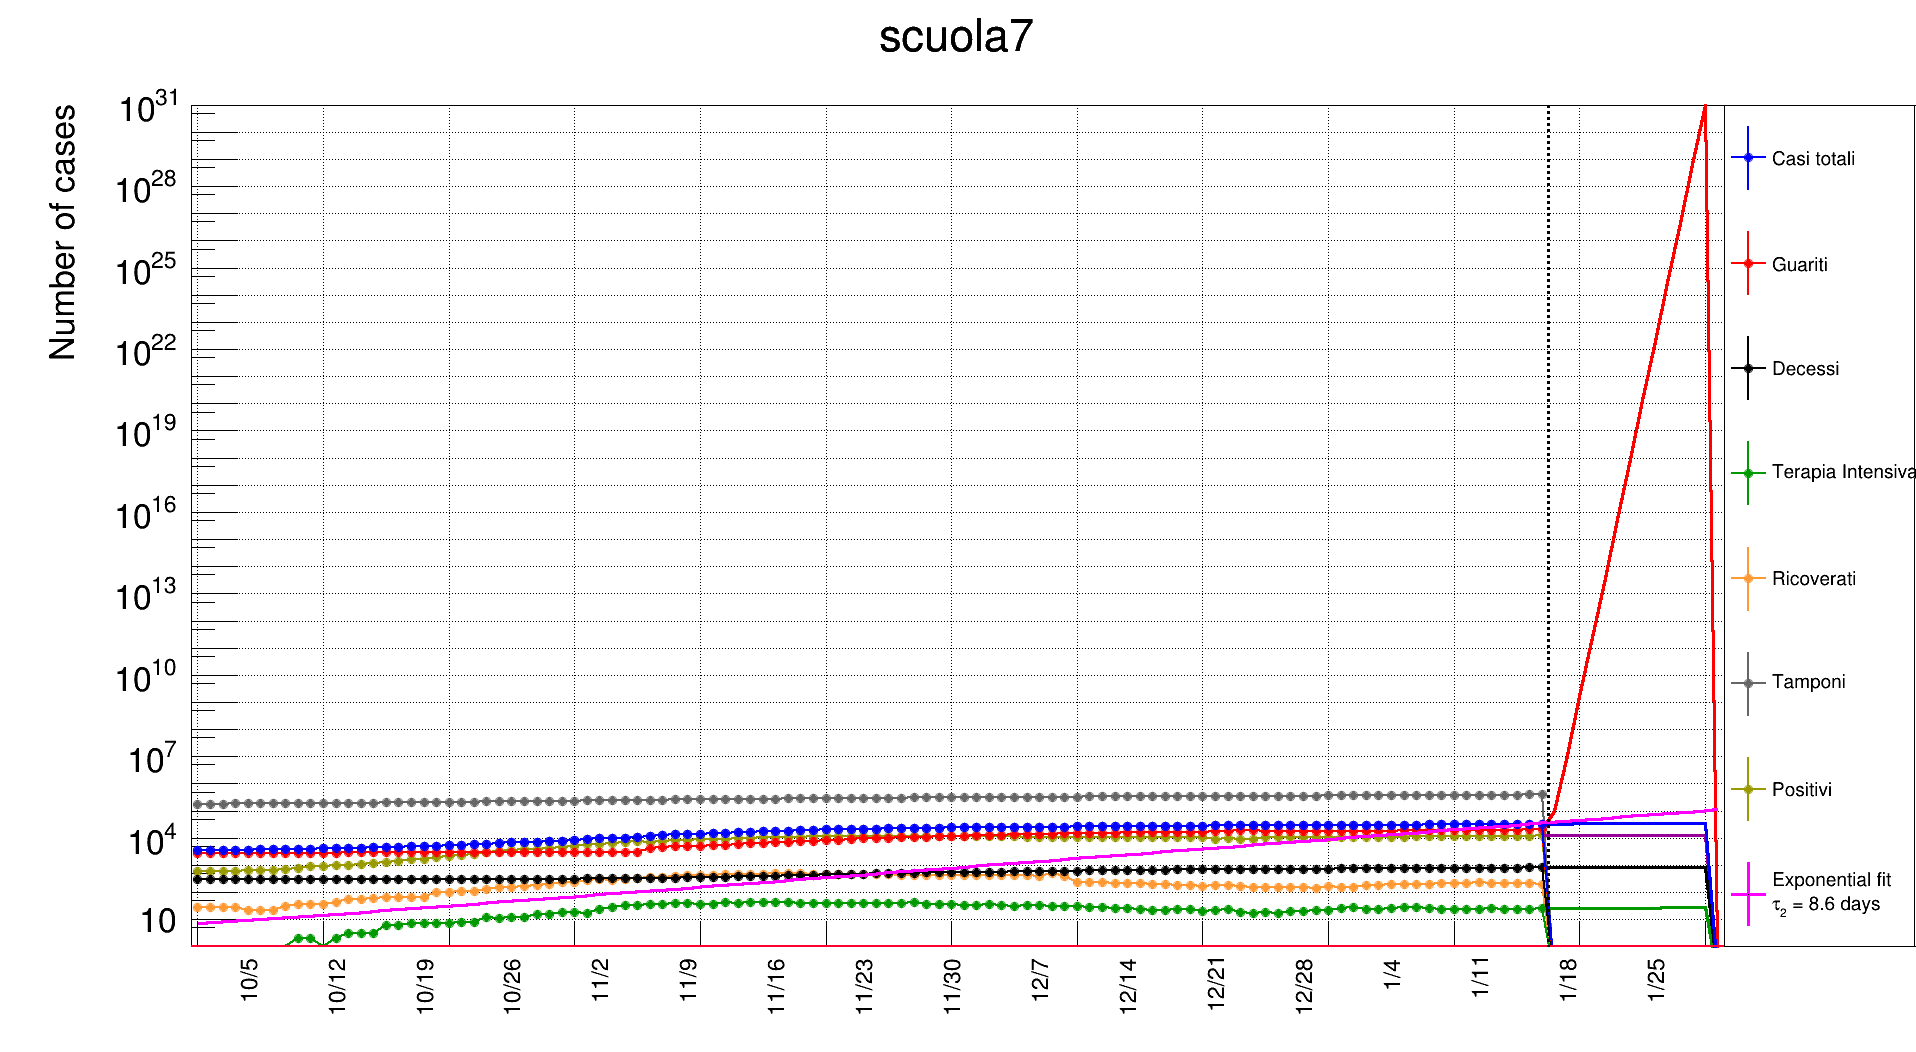 scuola7
Number of cases
10^31
10^28
10^25
10^22
10^19
10^16
10^13
10^10
10^7
10^4
10
10/5
10/12
10/19
10/26
11/2
11/9
11/16
11/23
11/30
12/7
12/14
12/21
12/28
1/4
1/11
1/18
1/25
Casi totali
Guariti
Decessi
Terapia Intensiva
Ricoverati
Tamponi
Positivi
Exponential fit
τ_2 = 8.6 days